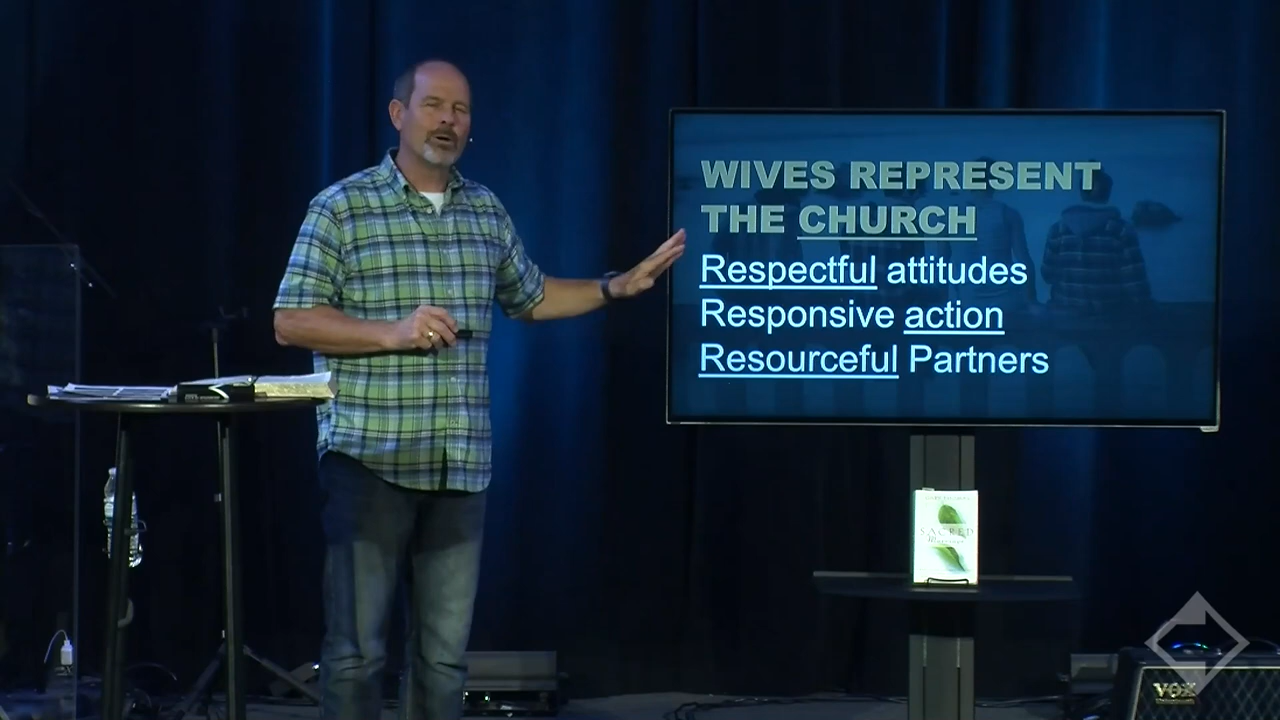 WIVES REPRESENT
THE CHURCH
Respectful attitudes
Responsive action
Resourceful Partners
SACRED
VOX